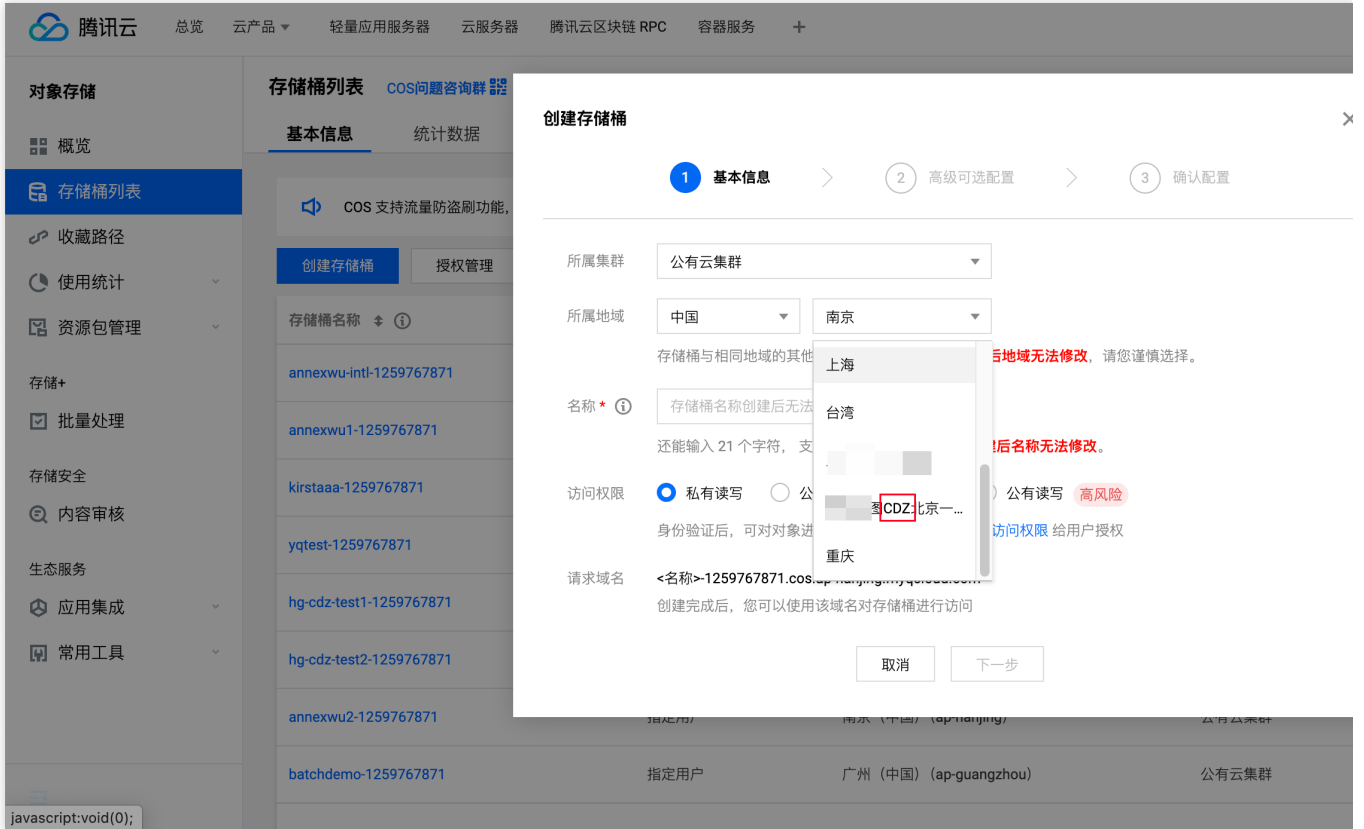 腾讯云 总览 云产品 轻量应用服务器 云服务器 腾讯云区块链 RPC 容器服务 +
对象存储
概览
存储桶列表
收藏路径
使用统计
资源包管理
存储+
批量处理
存储安全
内容审核
生态服务
应用集成
常用工具
javascript:void(0);
存储桶列表 COS问题咨询群
基本信息 统计数据
COS 支持流量防盗刷功能,
创建存储桶 授权管理
存储桶名称
annexwu-intl-1259767871
annexwu1-1259767871
kirstaaa-1259767871
yqtest-1259767871
hg-cdz-test1-1259767871
hg-cdz-test2-1259767871
annexwu2-1259767871 指定用户 南京（中国）(ap-nanjing) 公有云集群
batchdemo-1259767871 指定用户 广州（中国）(ap-guangzhou) 公有云集群
创建存储桶
1 基本信息 2 高级可选配置 3 确认配置
所属集群 公有云集群
所属地域 中国 南京
存储桶与相同地域的其他 后地域无法修改，请您谨慎选择。
上海
台湾
图CDZ北京一...
重庆
名称 * 存储桶名称创建后无法
还能输入 21 个字符， 支 建后名称无法修改。
访问权限 私有读写 公 公有读写 高风险
身份验证后，可对对象进 访问权限 给用户授权
请求域名 <名称>-1259767871.cos.ap-nanjing.myqcloud.com
创建完成后，您可以使用该域名对存储桶进行访问
取消 下一步